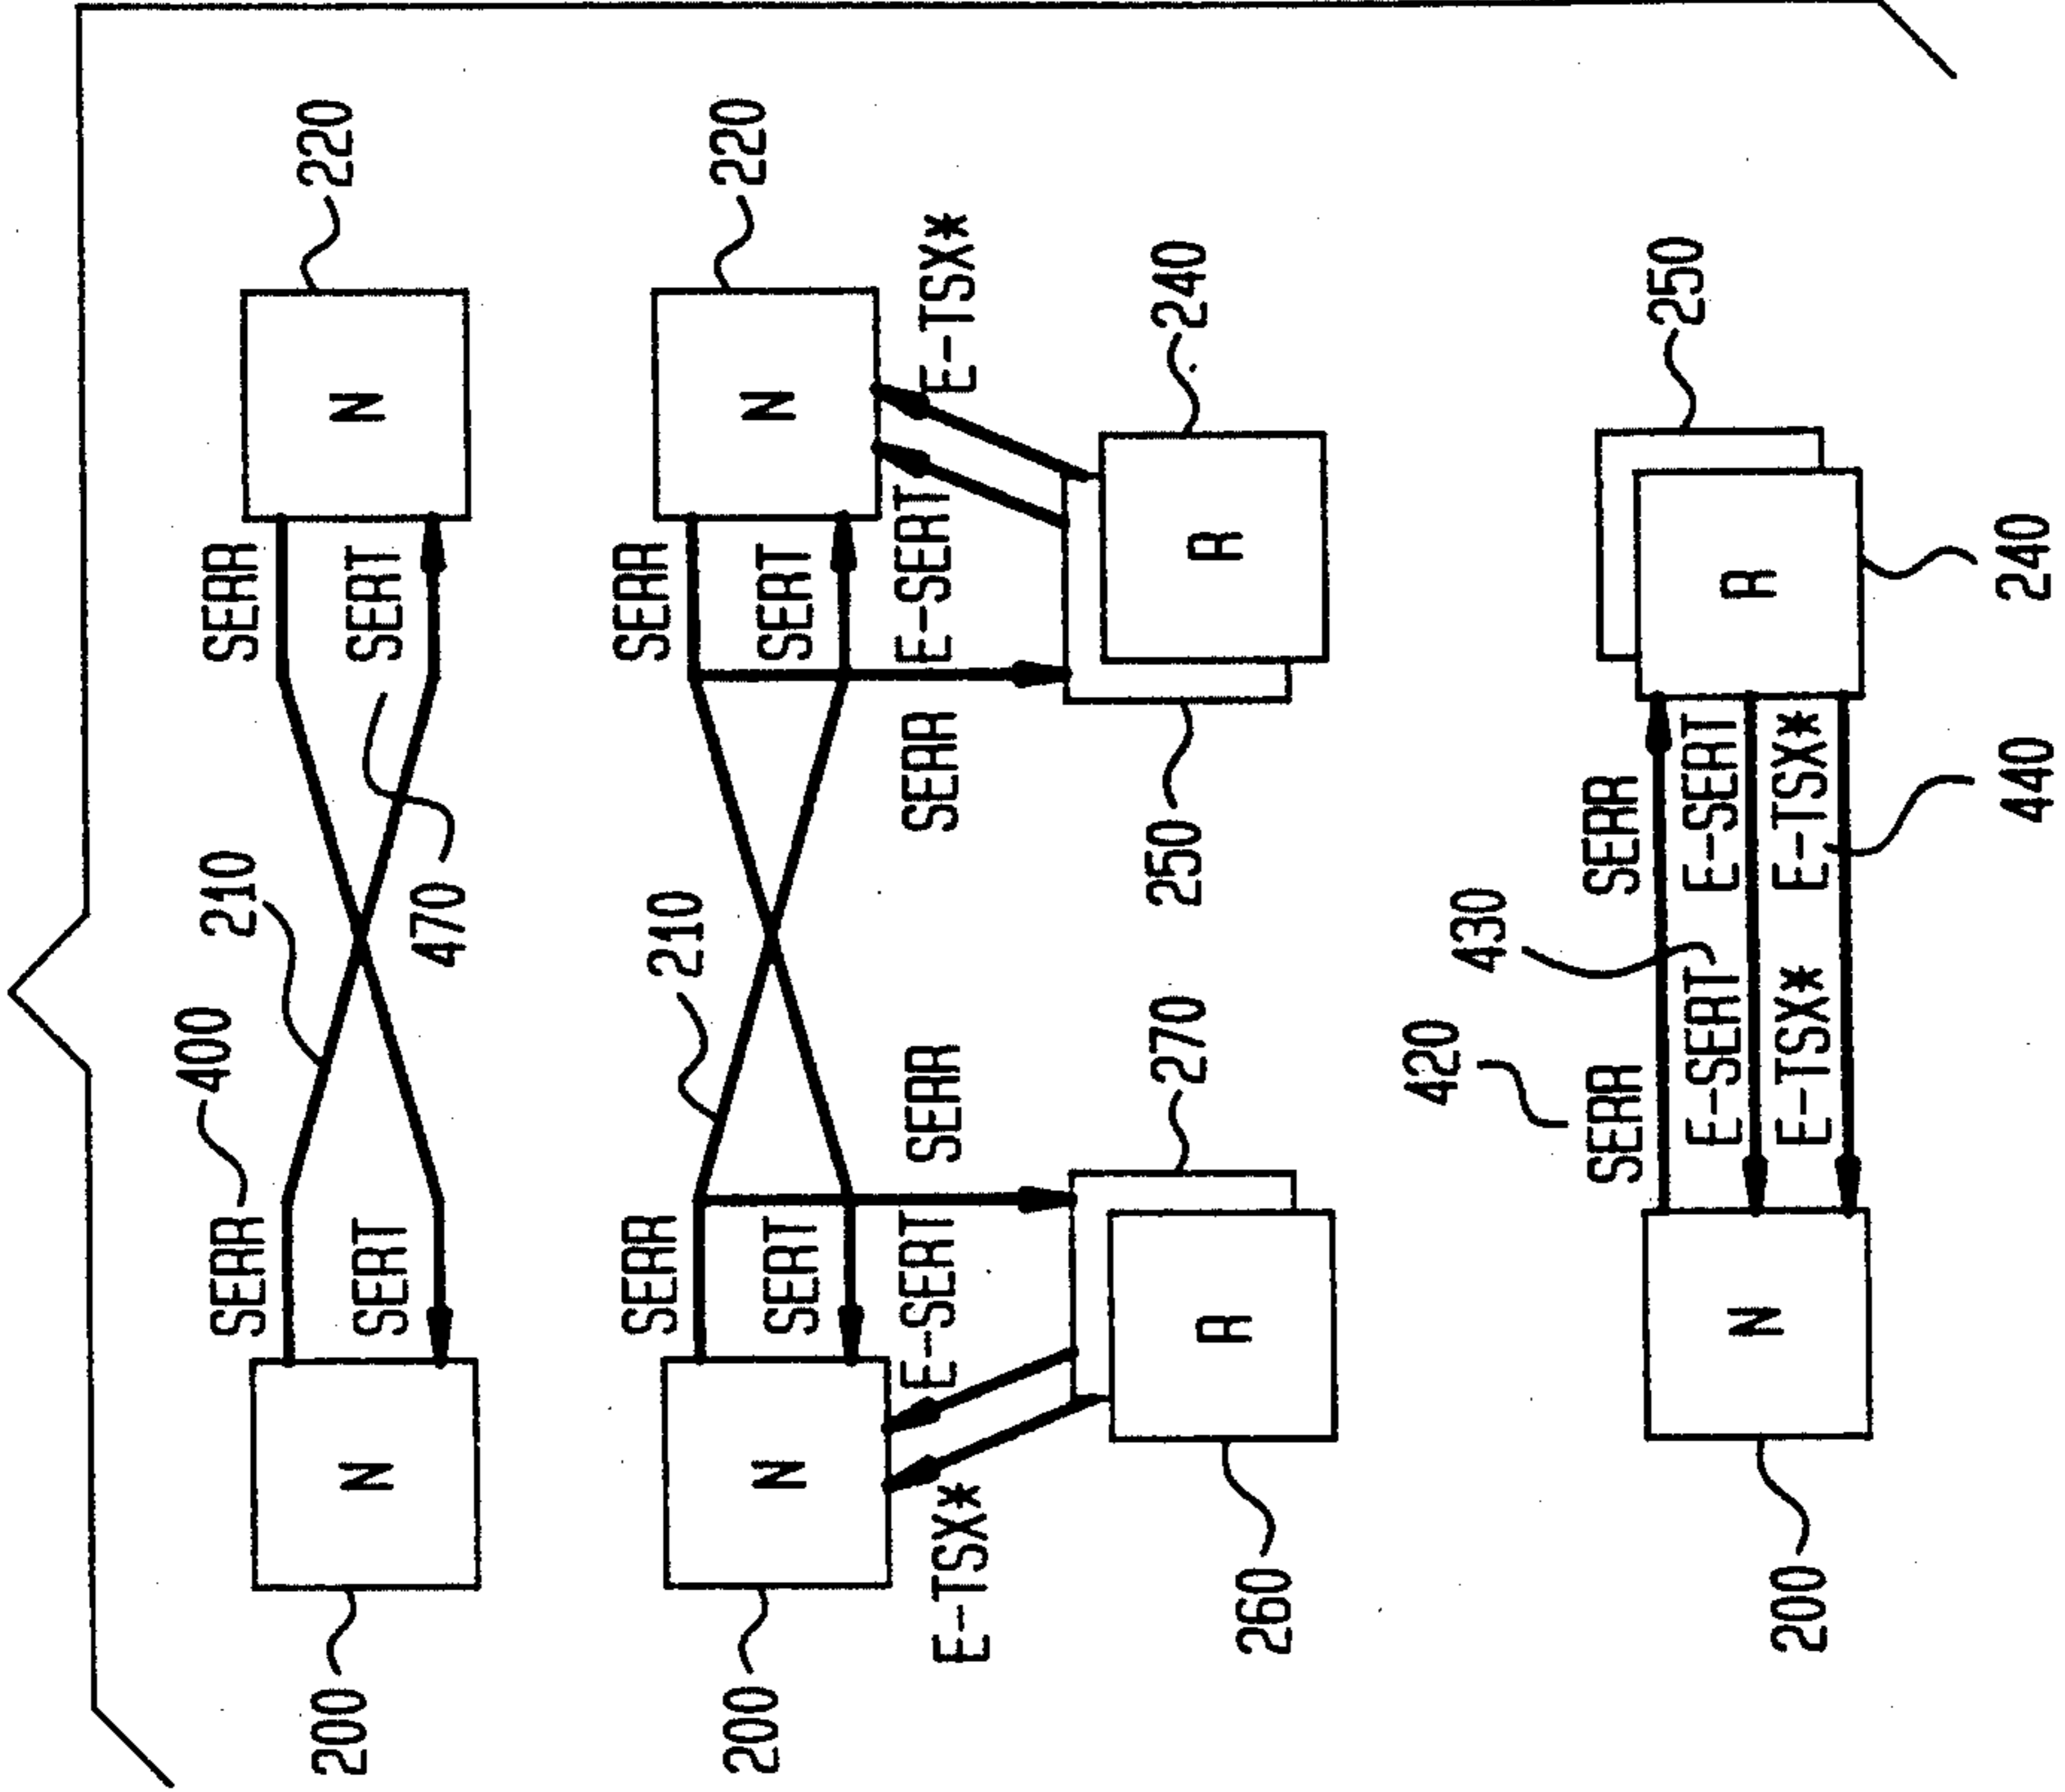 400
210
SERR
SERR
220
200
N
SERT
470
SERT
N
210
SERR
SERR
220
200
N
SERT
SERT
N
E-TSX*
E-SERT
SERR
SERR
E-SERT
E-TSX*
270
250
240
260
R
R
420
430
SERR
SERR
250
200
N
E-SERT
E-SERT
R
E-TSX*
E-TSX*
440
240